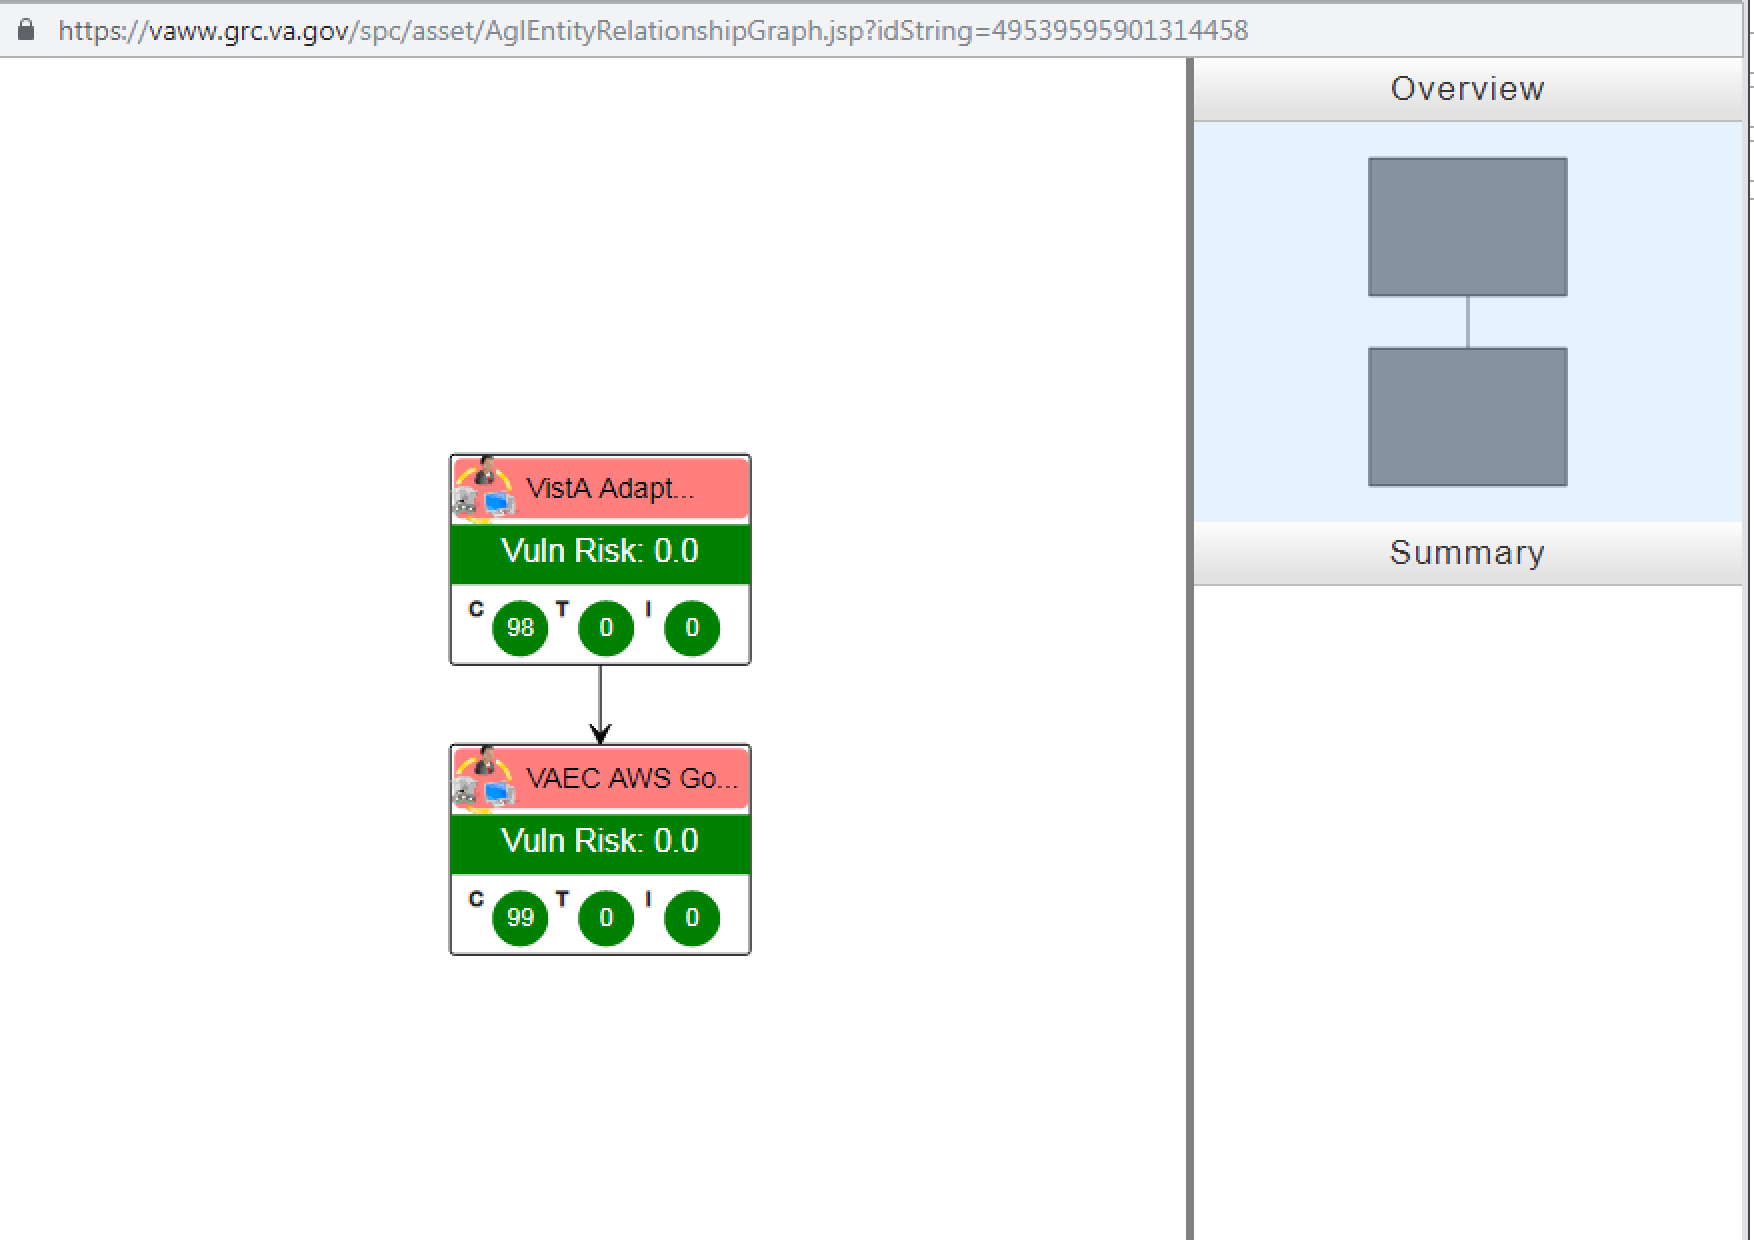 https://vaww.grc.va.gov/spc/asset/AglEntityRelationshipGraph.jsp?idString=49539595901314458
Overview
VistA Adapt...
Vuln Risk: 0.0
C 98 T 0 I 0
VAEC AWS Go...
Vuln Risk: 0.0
C 99 T 0 I 0
Summary